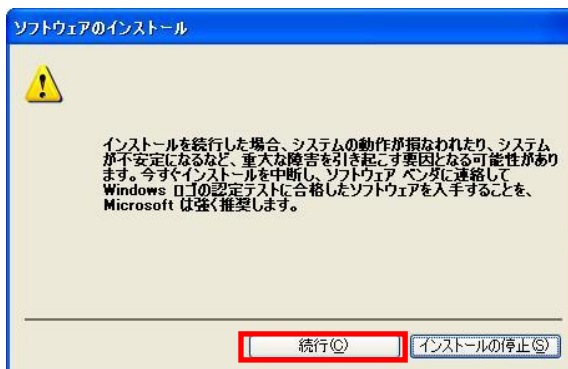 ソフトウェアのインストール
インストールを続行した場合、システムの動作が損なわれたり、システム
が不安定になるなど、重大な障害を引き起こす要因となる可能性があり
ます。今すぐインストールを中断し、ソフトウェア ベンダに連絡して
Windows ロゴの認定テストに合格したソフトウェアを入手することを、
Microsoft は強く推奨します。
続行(C)
インストールの停止(S)